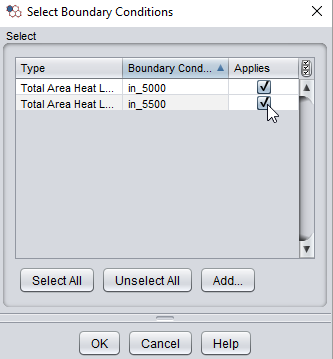 Select Boundary Conditions
Select
Type Boundary Cond... Applies
Total Area Heat L... in_5000
Total Area Heat L... in_5500
Select All Unselect All Add...
OK Cancel Help